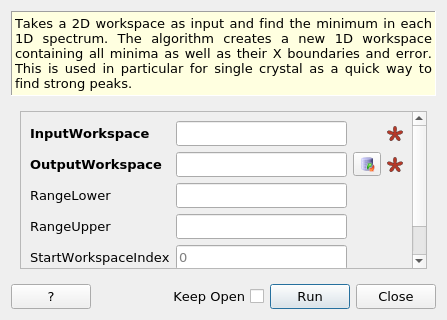 Takes a 2D workspace as input and find the minimum in each
1D spectrum. The algorithm creates a new 1D workspace
containing all minima as well as their X boundaries and error.
This is used in particular for single crystal as a quick way to
find strong peaks.
InputWorkspace
OutputWorkspace
RangeLower
RangeUpper
StartWorkspaceIndex 0
? Keep Open Run Close